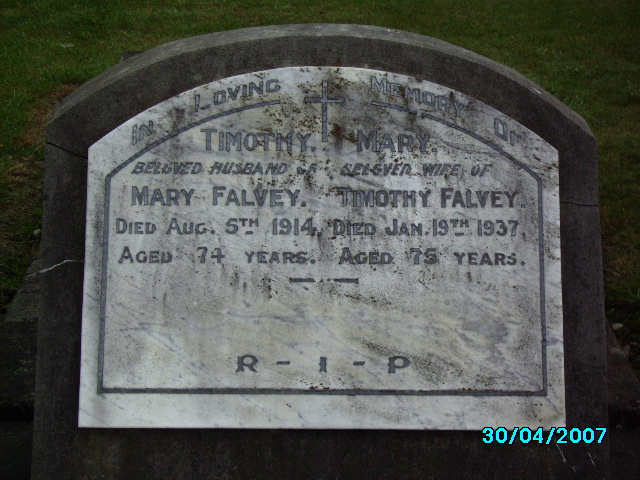 IN LOVING MEMORY OF
TIMOTHY. MARY.
BELOVED HUSBAND OF BELOVED WIFE OF
MARY FALVEY. TIMOTHY FALVEY.
DIED AUG. 5TH 1914. DIED JAN. 19TH 1937.
AGED 74 YEARS. AGED 75 YEARS.
R-I-P
30/04/2007